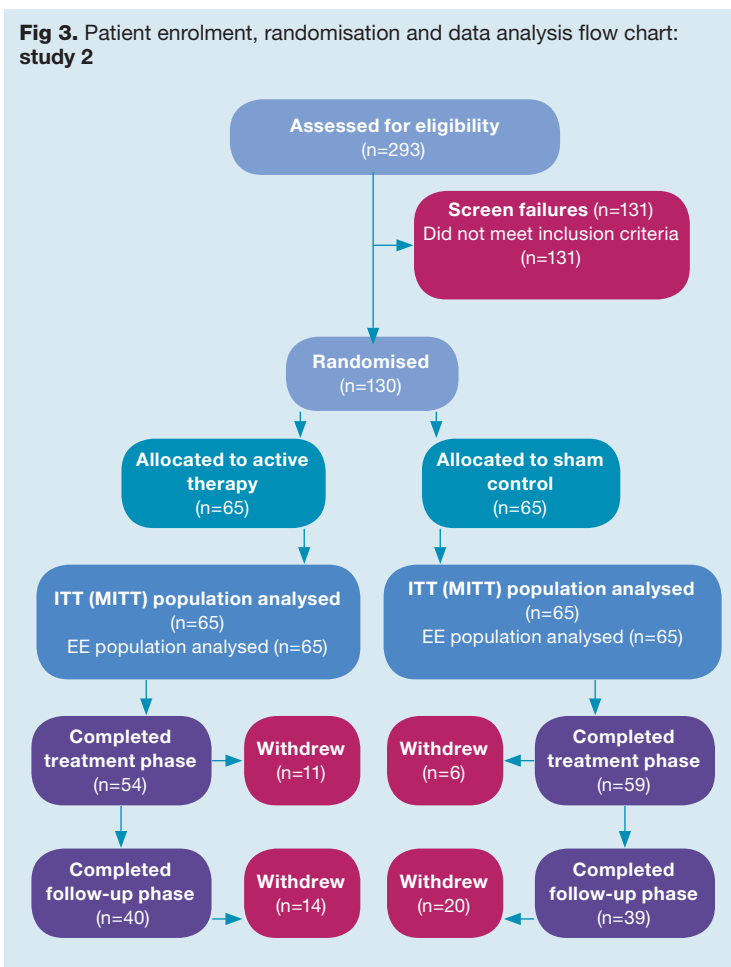 Fig 3. Patient enrolment, randomisation and data analysis flow chart:
study 2
Assessed for eligibility
(n=293)
Screen failures (n=131)
Did not meet inclusion criteria
(n=131)
Randomised
(n=130)
Allocated to active
therapy
(n=65)
Allocated to sham
control
(n=65)
ITT (MITT) population analysed
(n=65)
EE population analysed (n=65)
ITT (MITT) population analysed
(n=65)
EE population analysed (n=65)
Completed
treatment phase
(n=54)
Withdrew
(n=11)
Withdrew
(n=6)
Completed
treatment phase
(n=59)
Completed
follow-up phase
(n=40)
Withdrew
(n=14)
Withdrew
(n=20)
Completed
follow-up phase
(n=39)